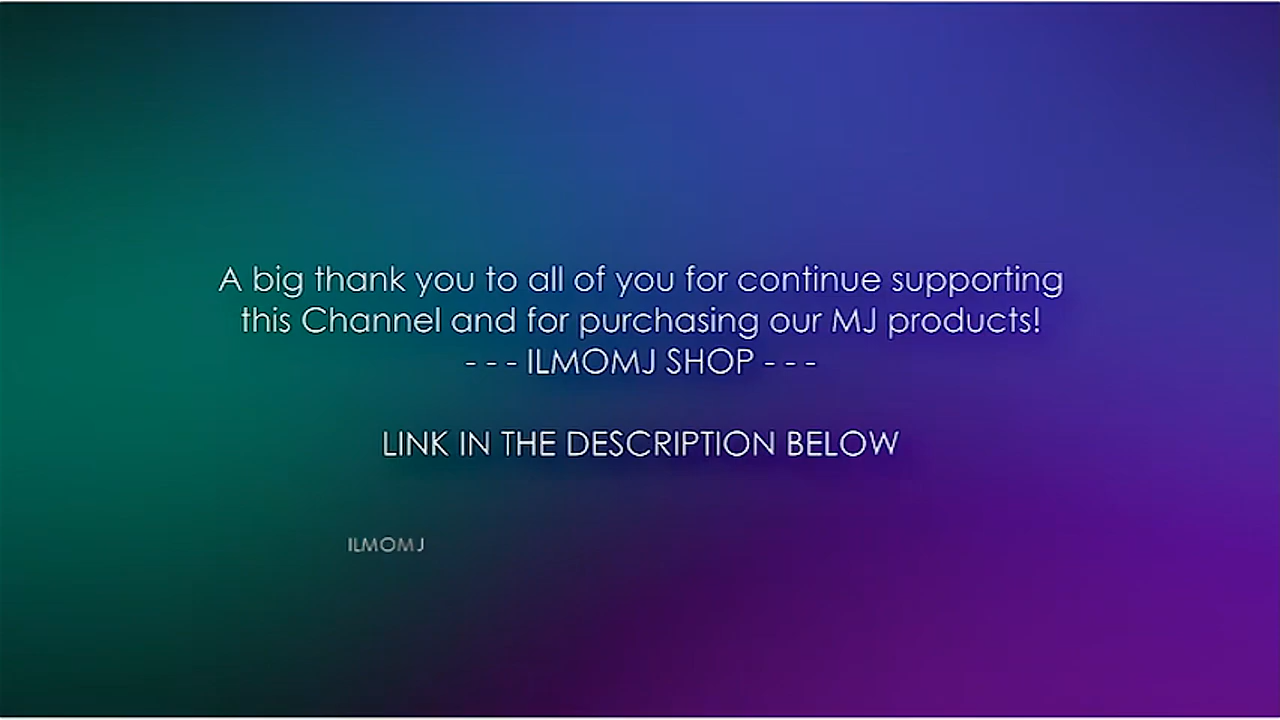 A big thank you to all of you for continue supporting
this Channel and for purchasing our MJ products!
- - - ILMOMJ SHOP - - -
LINK IN THE DESCRIPTION BELOW
ILMOMJ